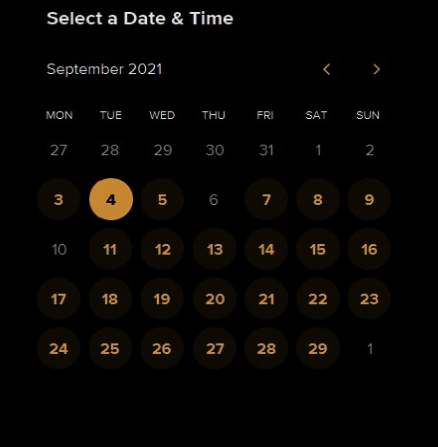 Select a Date & Time
September 2021
MON TUE WED THU FRI SAT SUN
27 28 29 30 31 1 2
3 4 5 6 7 8 9
10 11 12 13 14 15 16
17 18 19 20 21 22 23
24 25 26 27 28 29 1